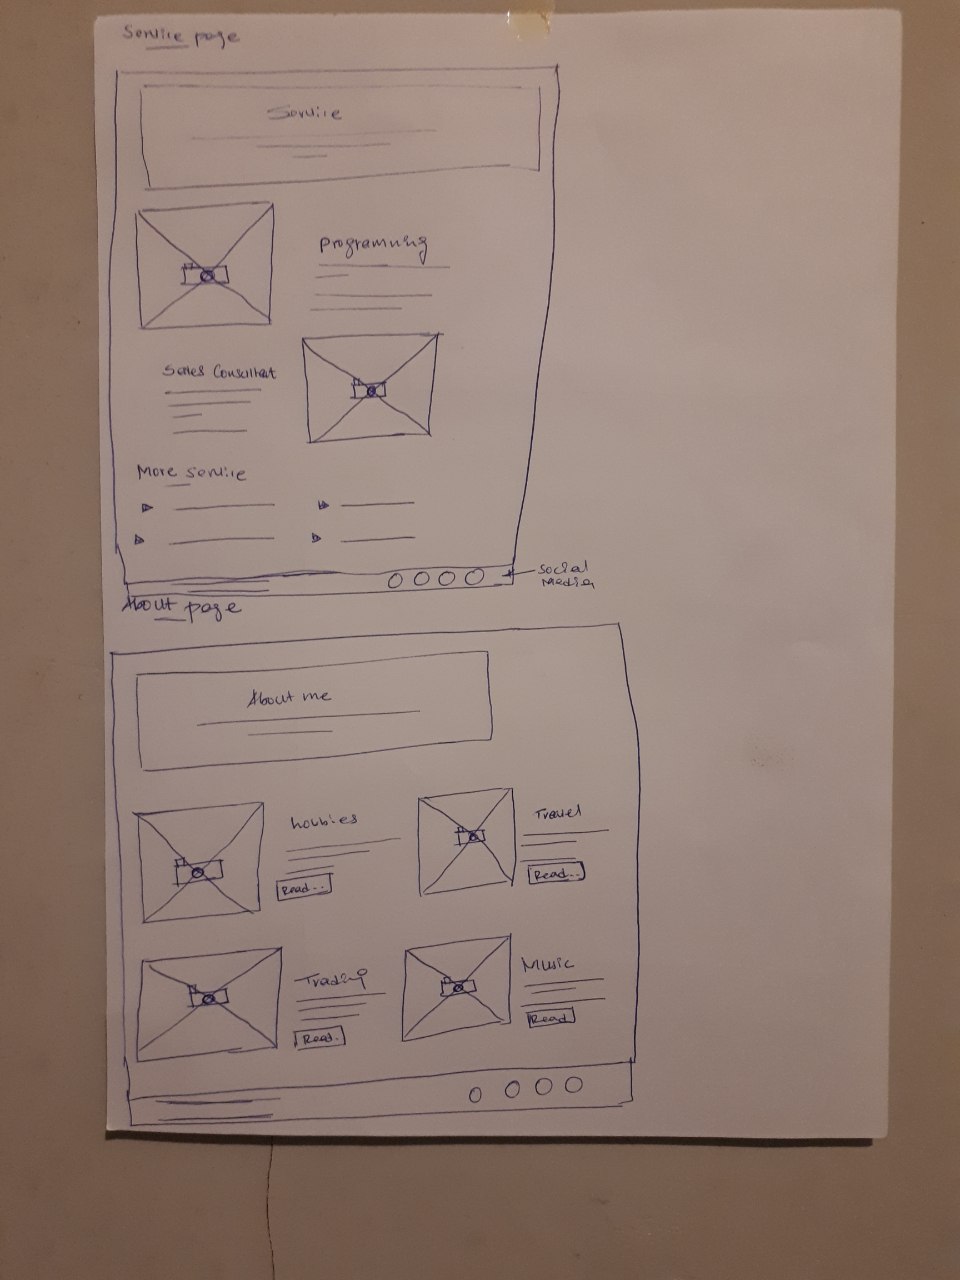 Service page
Service
Programming
Sales Consultant
More service
Social
Media
About page
About me
hobbies
Read...
Travel
Read...
Trading
Read..
Music
Read